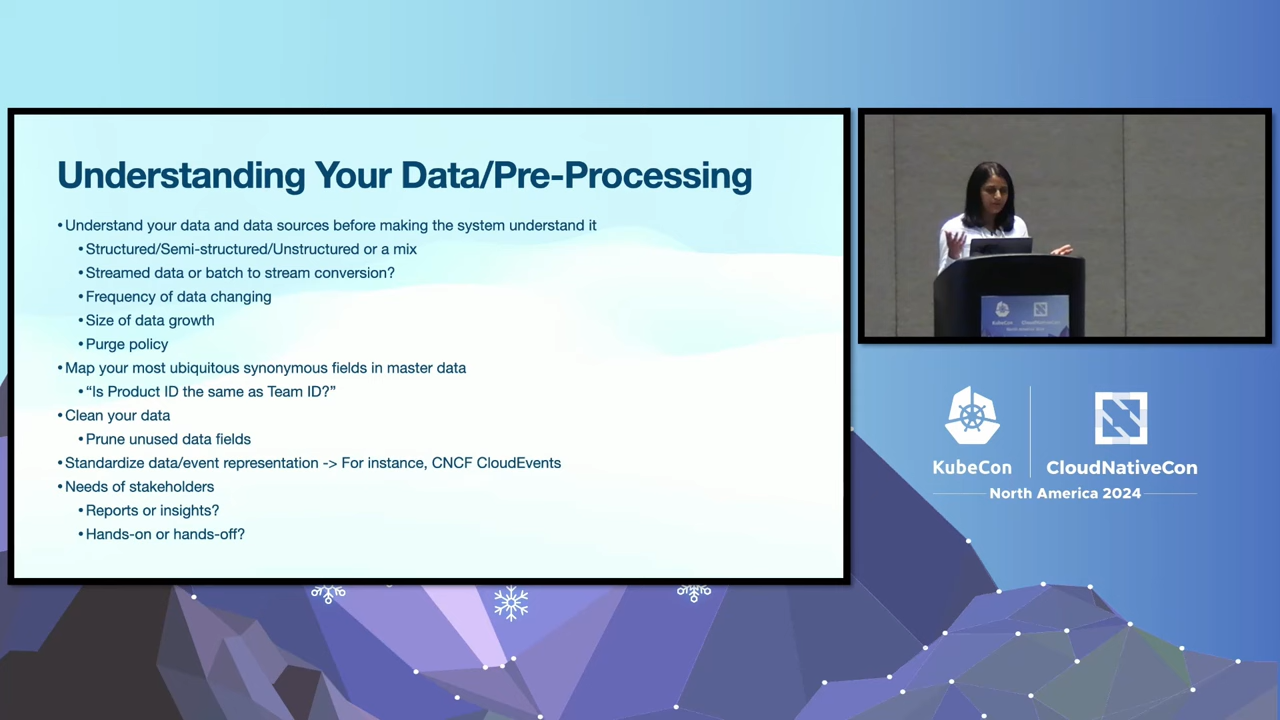 Understanding Your Data/Pre-Processing
•Understand your data and data sources before making the system understand it
•Structured/Semi-structured/Unstructured or a mix
•Streamed data or batch to stream conversion?
•Frequency of data changing
•Size of data growth
•Purge policy
•Map your most ubiquitous synonymous fields in master data
•“Is Product ID the same as Team ID?”
•Clean your data
•Prune unused data fields
•Standardize data/event representation -> For instance, CNCF CloudEvents
•Needs of stakeholders
•Reports or insights?
•Hands-on or hands-off?
KubeCon CloudNativeCon
North America 2024
KubeCon CloudNativeCon